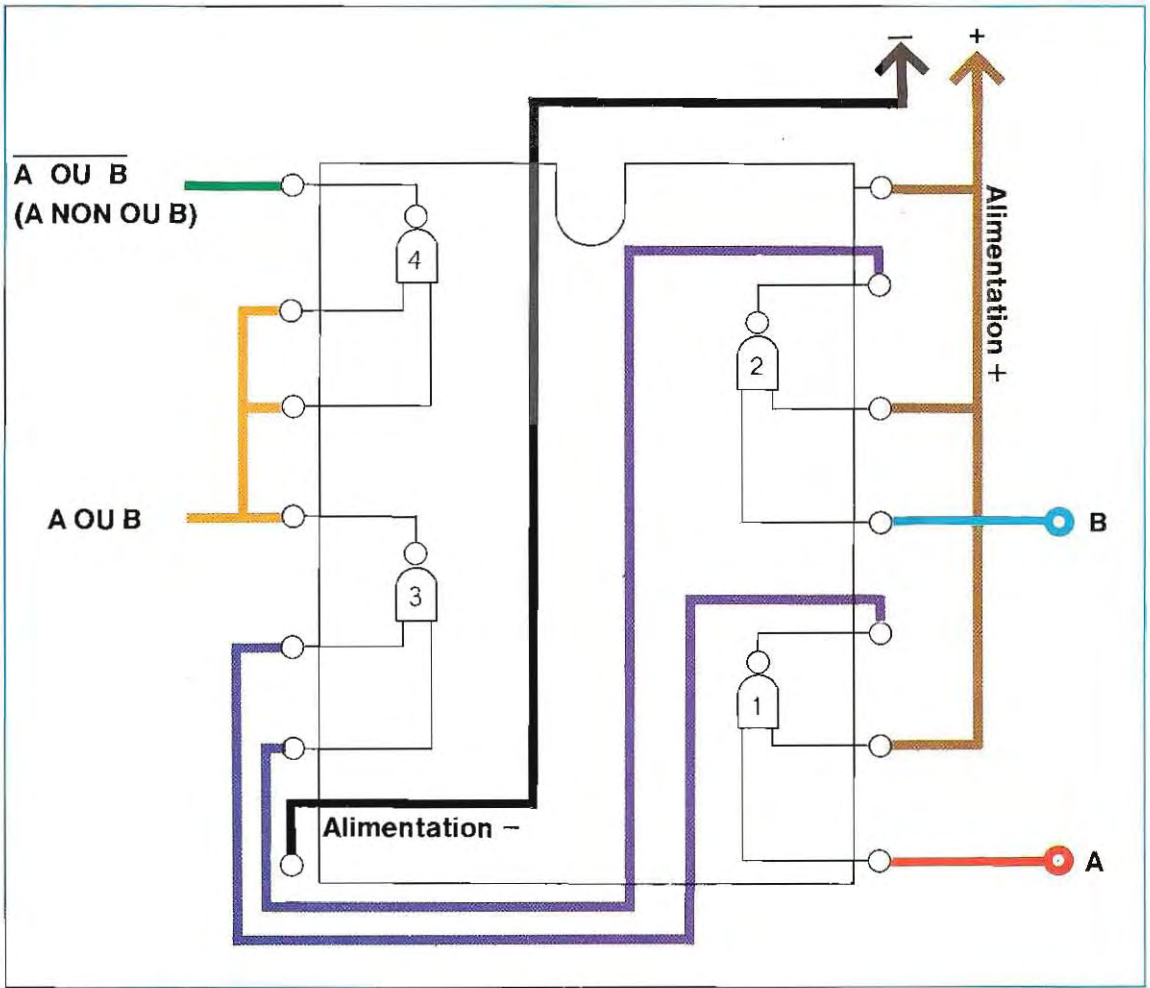 − +
A OU B
(A NON OU B)
4
Alimentation +
2
A OU B
B
3
1
Alimentation −
A